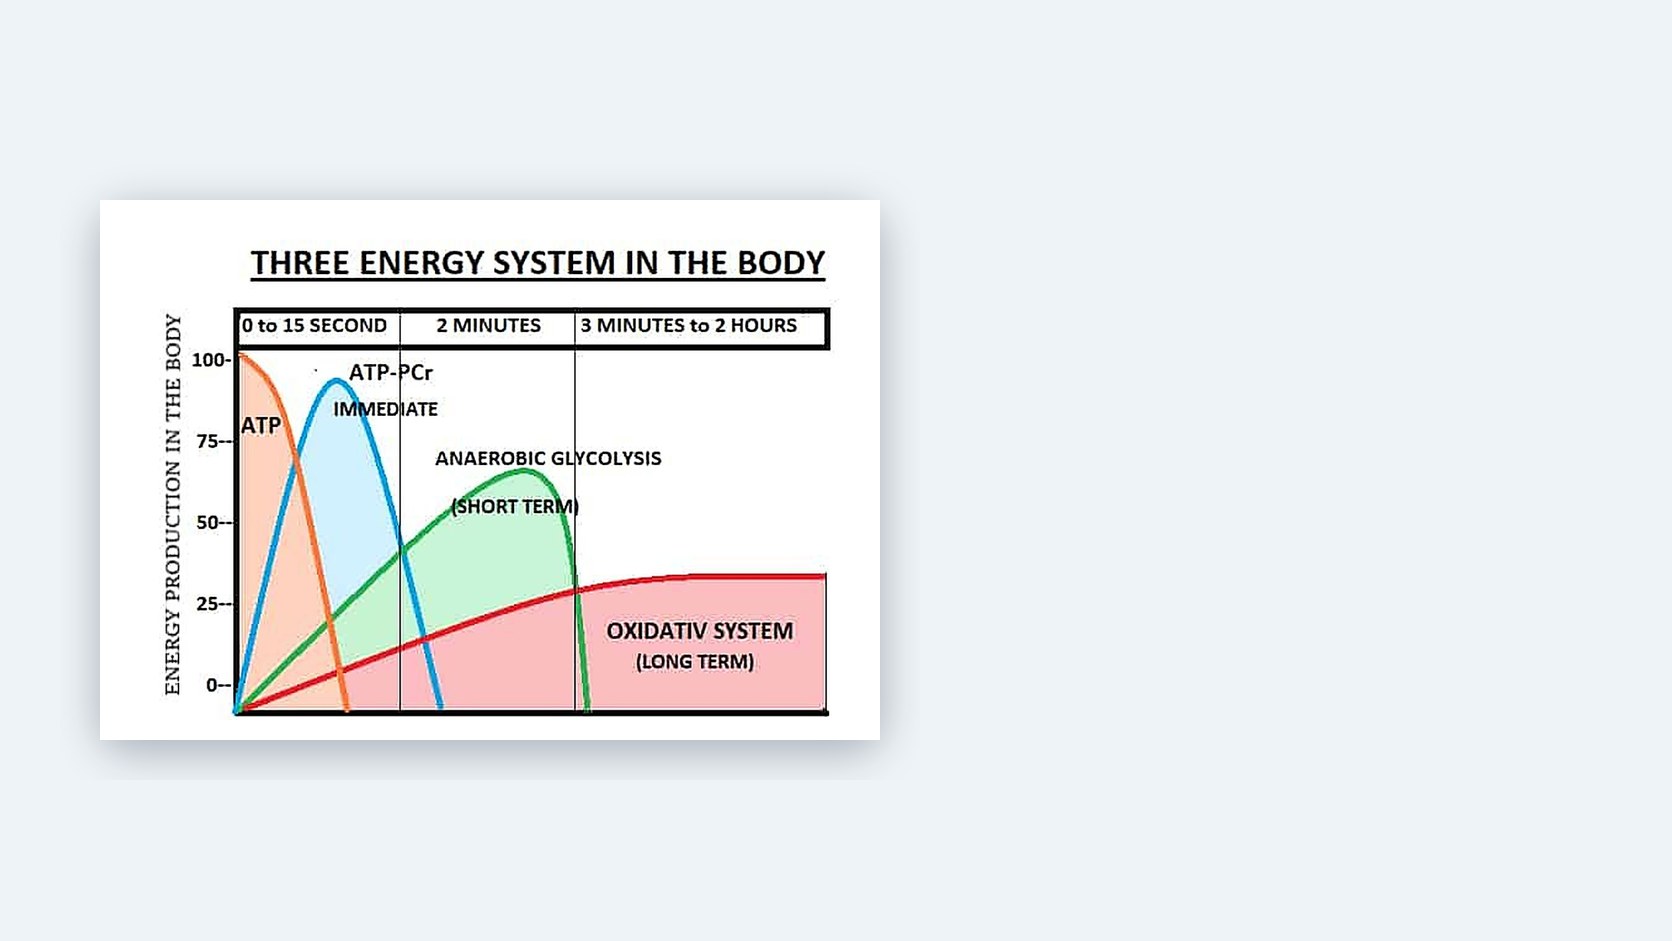 THREE ENERGY SYSTEM IN THE BODY
0 to 15 SECOND 2 MINUTES 3 MINUTES to 2 HOURS
ENERGY PRODUCTION IN THE BODY
100-
ATP-PCr
IMMEDIATE
ATP
75--
ANAEROBIC GLYCOLYSIS
(SHORT TERM)
50--
25--
OXIDATIV SYSTEM
(LONG TERM)
0--